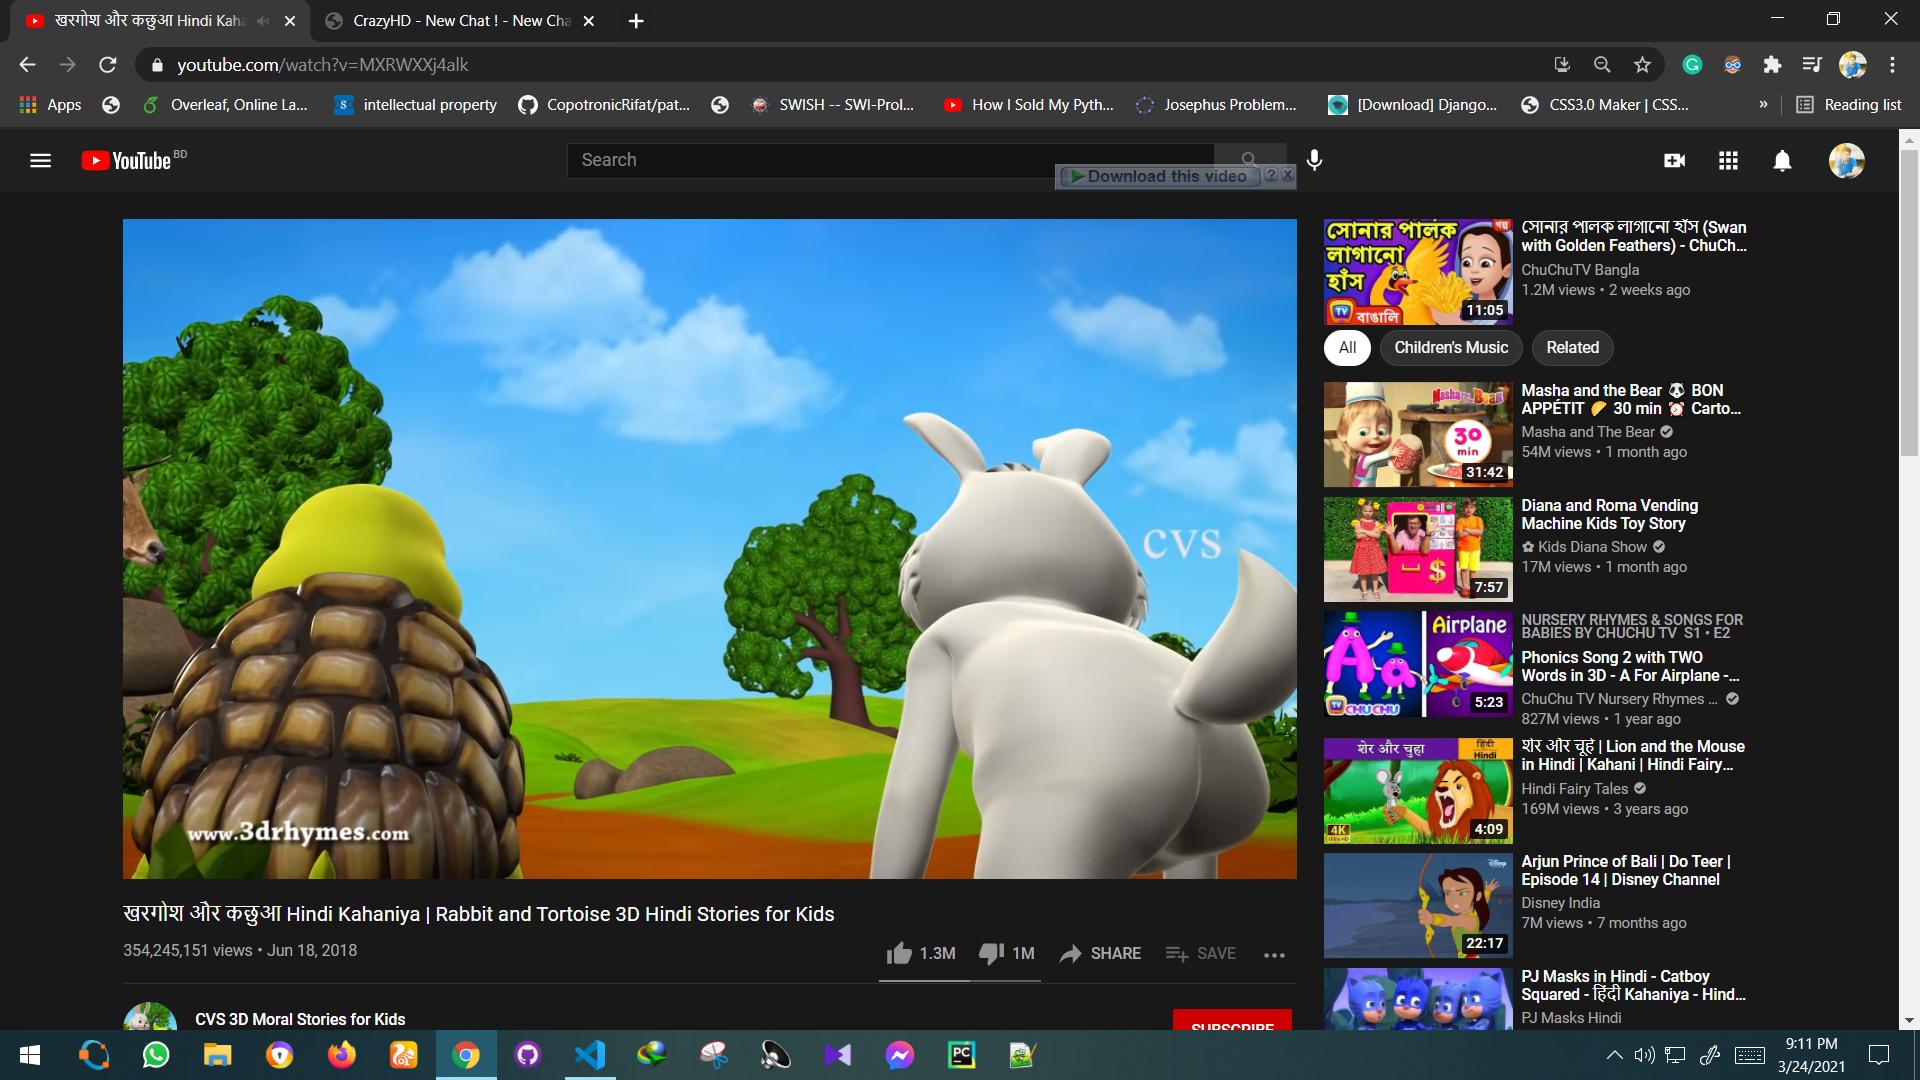 खरगोश और कछुआ Hindi Kaha
CrazyHD - New Chat ! - New Cha
youtube.com/watch?v=MXRWXXj4alk
Apps
Overleaf, Online La...
intellectual property
CopotronicRifat/pat...
SWISH -- SWI-Prol...
How I Sold My Pyth...
Josephus Problem...
[Download] Django...
CSS3.0 Maker | CSS...
»
Reading list
YouTube BD
Search
Download this video
CVS
www.3drhymes.com
खरगोश और कछुआ Hindi Kahaniya | Rabbit and Tortoise 3D Hindi Stories for Kids
354,245,151 views • Jun 18, 2018
1.3M
1M
SHARE
SAVE
CVS 3D Moral Stories for Kids
SUBSCRIBE
সোনার পালক
লাগানো
হাঁস
গল্প
TV বাঙালি
11:05
সোনার পালক লাগানো হাঁস (Swan
with Golden Feathers) - ChuCh...
ChuChuTV Bangla
1.2M views • 2 weeks ago
All
Children's Music
Related
Masha and the Bear
30
min
31:42
Masha and the Bear 🐼 BON
APPÉTIT 🌮 30 min ⏰ Carto...
Masha and The Bear
54M views • 1 month ago
7:57
Diana and Roma Vending
Machine Kids Toy Story
✿ Kids Diana Show
17M views • 1 month ago
Airplane
TV CHUCHU
5:23
NURSERY RHYMES & SONGS FOR
BABIES BY CHUCHU TV S1 • E2
Phonics Song 2 with TWO
Words in 3D - A For Airplane -...
ChuChu TV Nursery Rhymes ...
827M views • 1 year ago
शेर और चुहा
हिंदी
Hindi
4K
4:09
शेर और चूहे | Lion and the Mouse
in Hindi | Kahani | Hindi Fairy...
Hindi Fairy Tales
169M views • 3 years ago
Disney
22:17
Arjun Prince of Bali | Do Teer |
Episode 14 | Disney Channel
Disney India
7M views • 7 months ago
PJ Masks in Hindi - Catboy
Squared - हिंदी Kahaniya - Hind...
PJ Masks Hindi
9:11 PM
3/24/2021